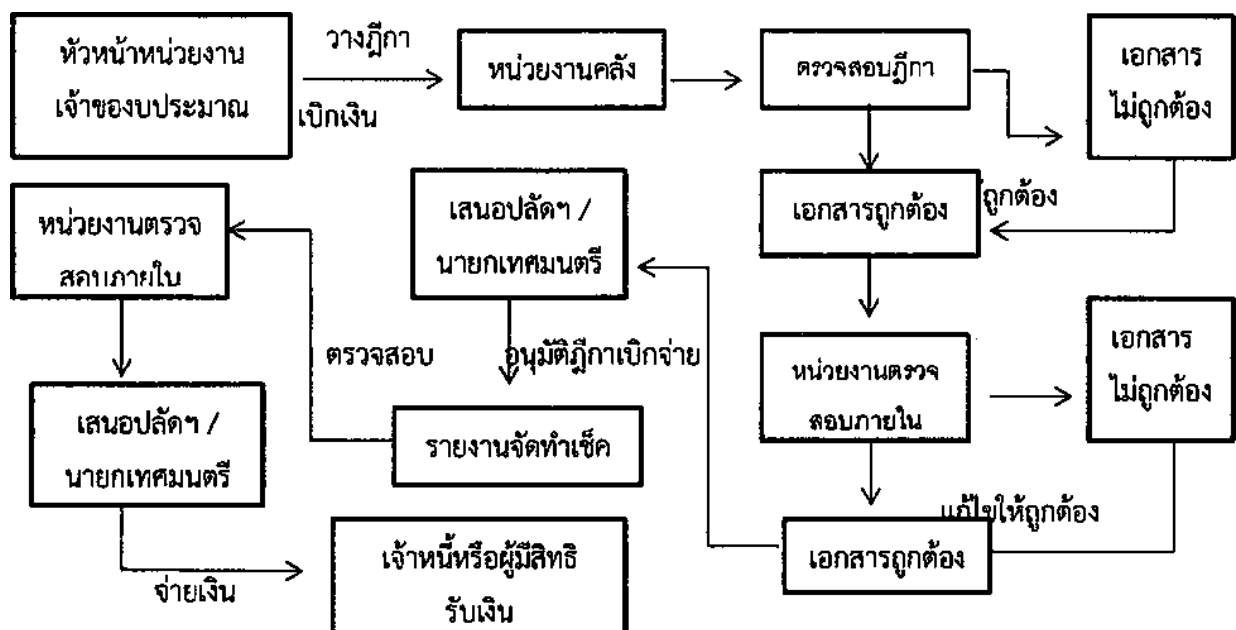 หัวหน้าหน่วยงาน
เจ้าของบประมาณ
วางฎีกา
เบิกเงิน
หน่วยงานคลัง
ตรวจสอบฎีกา
เอกสาร
ไม่ถูกต้อง
เอกสารถูกต้อง
ถูกต้อง
หน่วยงานตรวจ
สอบภายใน
เอกสาร
ไม่ถูกต้อง
แก้ไขให้ถูกต้อง
เอกสารถูกต้อง
เสนอปลัดฯ /
นายกเทศมนตรี
อนุมัติฎีกาเบิกจ่าย
รายงานจัดทำเช็ค
ตรวจสอบ
หน่วยงานตรวจ
สอบภายใน
เสนอปลัดฯ /
นายกเทศมนตรี
จ่ายเงิน
เจ้าหนี้หรือผู้มีสิทธิ
รับเงิน